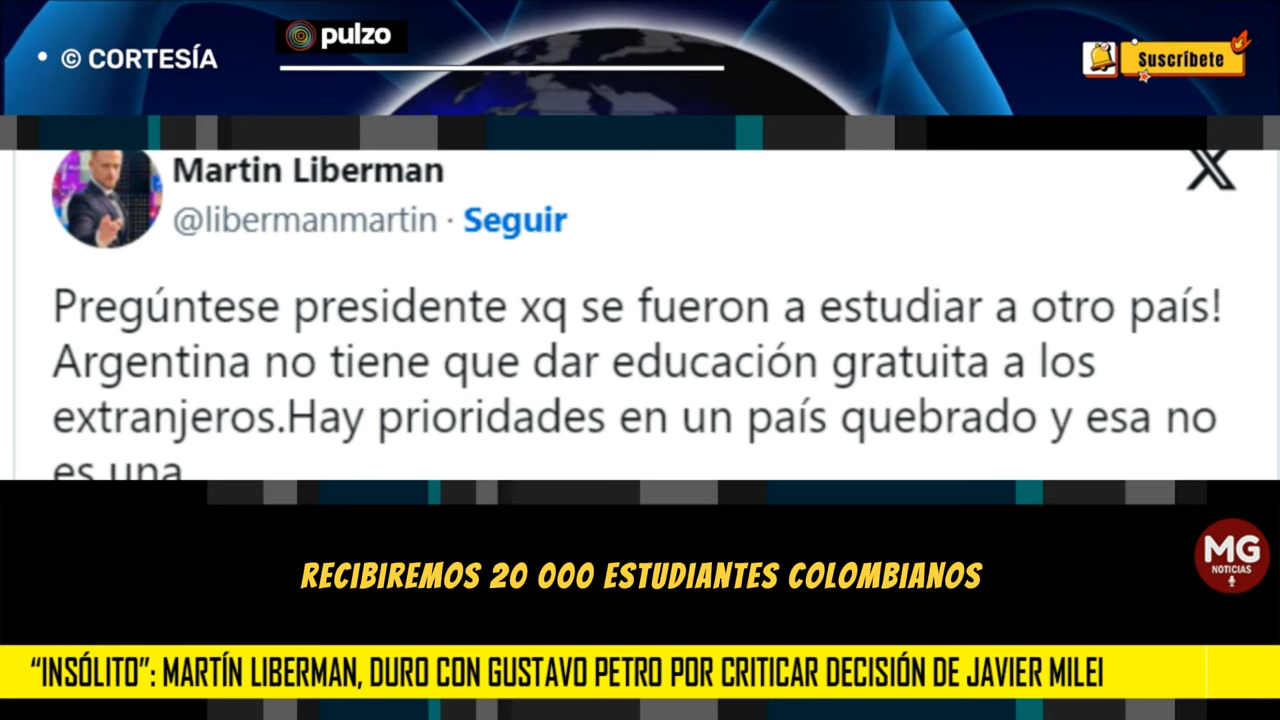 © CORTESÍA
pulzo
Suscríbete
Martin Liberman
@libermanmartin · Seguir
Pregúntese presidente xq se fueron a estudiar a otro país!
Argentina no tiene que dar educación gratuita a los
extranjeros.Hay prioridades en un país quebrado y esa no
es una
RECIBIREMOS 20 000 ESTUDIANTES COLOMBIANOS
MG
NOTICIAS
“INSÓLITO”: MARTÍN LIBERMAN, DURO CON GUSTAVO PETRO POR CRITICAR DECISIÓN DE JAVIER MILEI